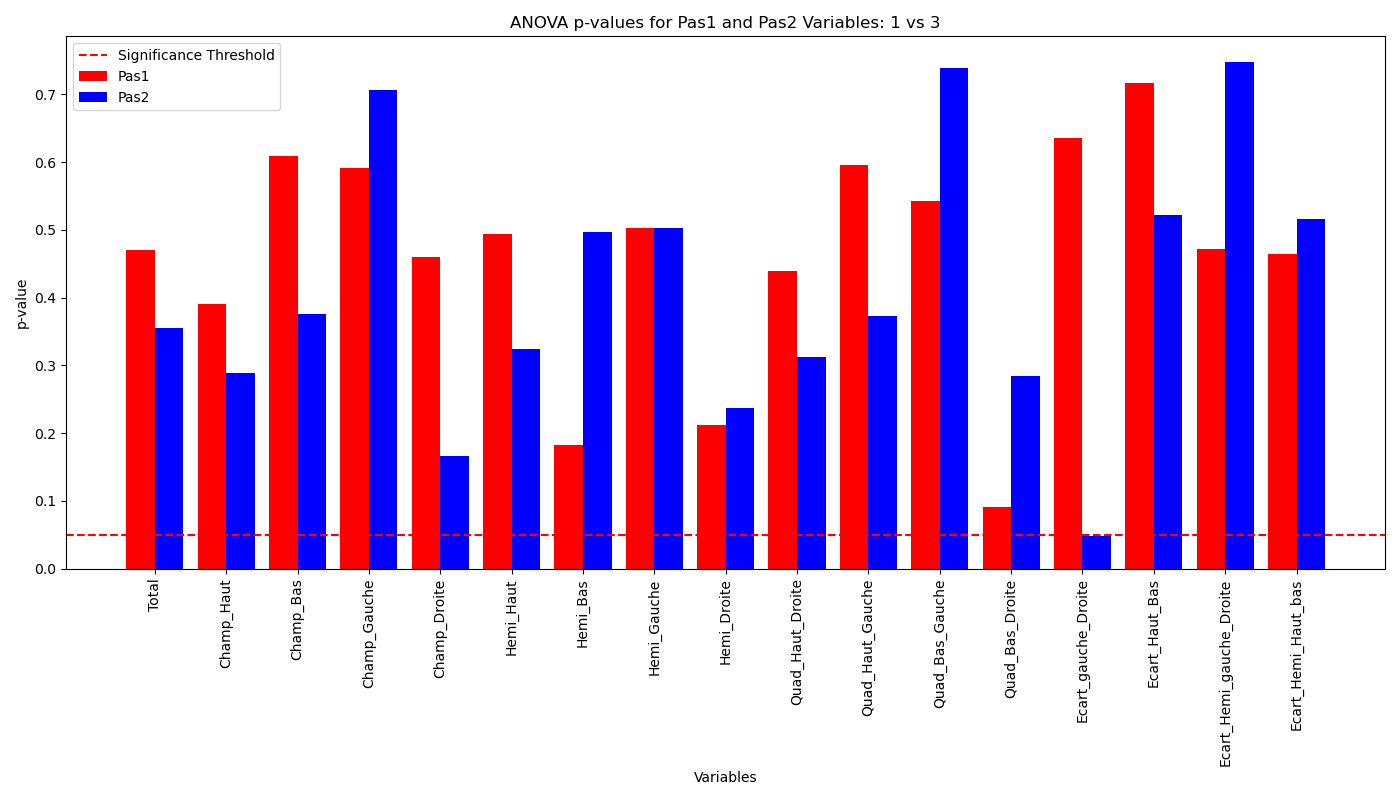 ANOVA p-values for Pas1 and Pas2 Variables: 1 vs 3
Significance Threshold
Pas1
Pas2
p-value
0.7
0.6
0.5
0.4
0.3
0.2
0.1
0.0
Total
Champ_Haut
Champ_Bas
Champ_Gauche
Champ_Droite
Hemi_Haut
Hemi_Bas
Hemi_Gauche
Hemi_Droite
Quad_Haut_Droite
Quad_Haut_Gauche
Quad_Bas_Gauche
Quad_Bas_Droite
Ecart_gauche_Droite
Ecart_Haut_Bas
Ecart_Hemi_gauche_Droite
Ecart_Hemi_Haut_bas
Variables